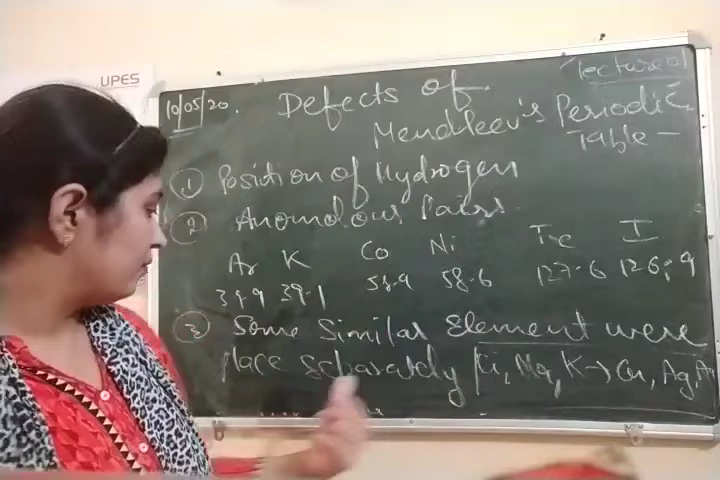 UPES
Lecture 01
10/05/20. Defects of
Mendleev's Periodic
Table -
① Position of Hydrogen
② Anomolous Pairs.
Ar K Co Ni Te I
39.9 39.1 58.9 58.6 127.6 126.9
③ Some Similar Element were
place separately Li, Na, K → Cu, Ag, Au